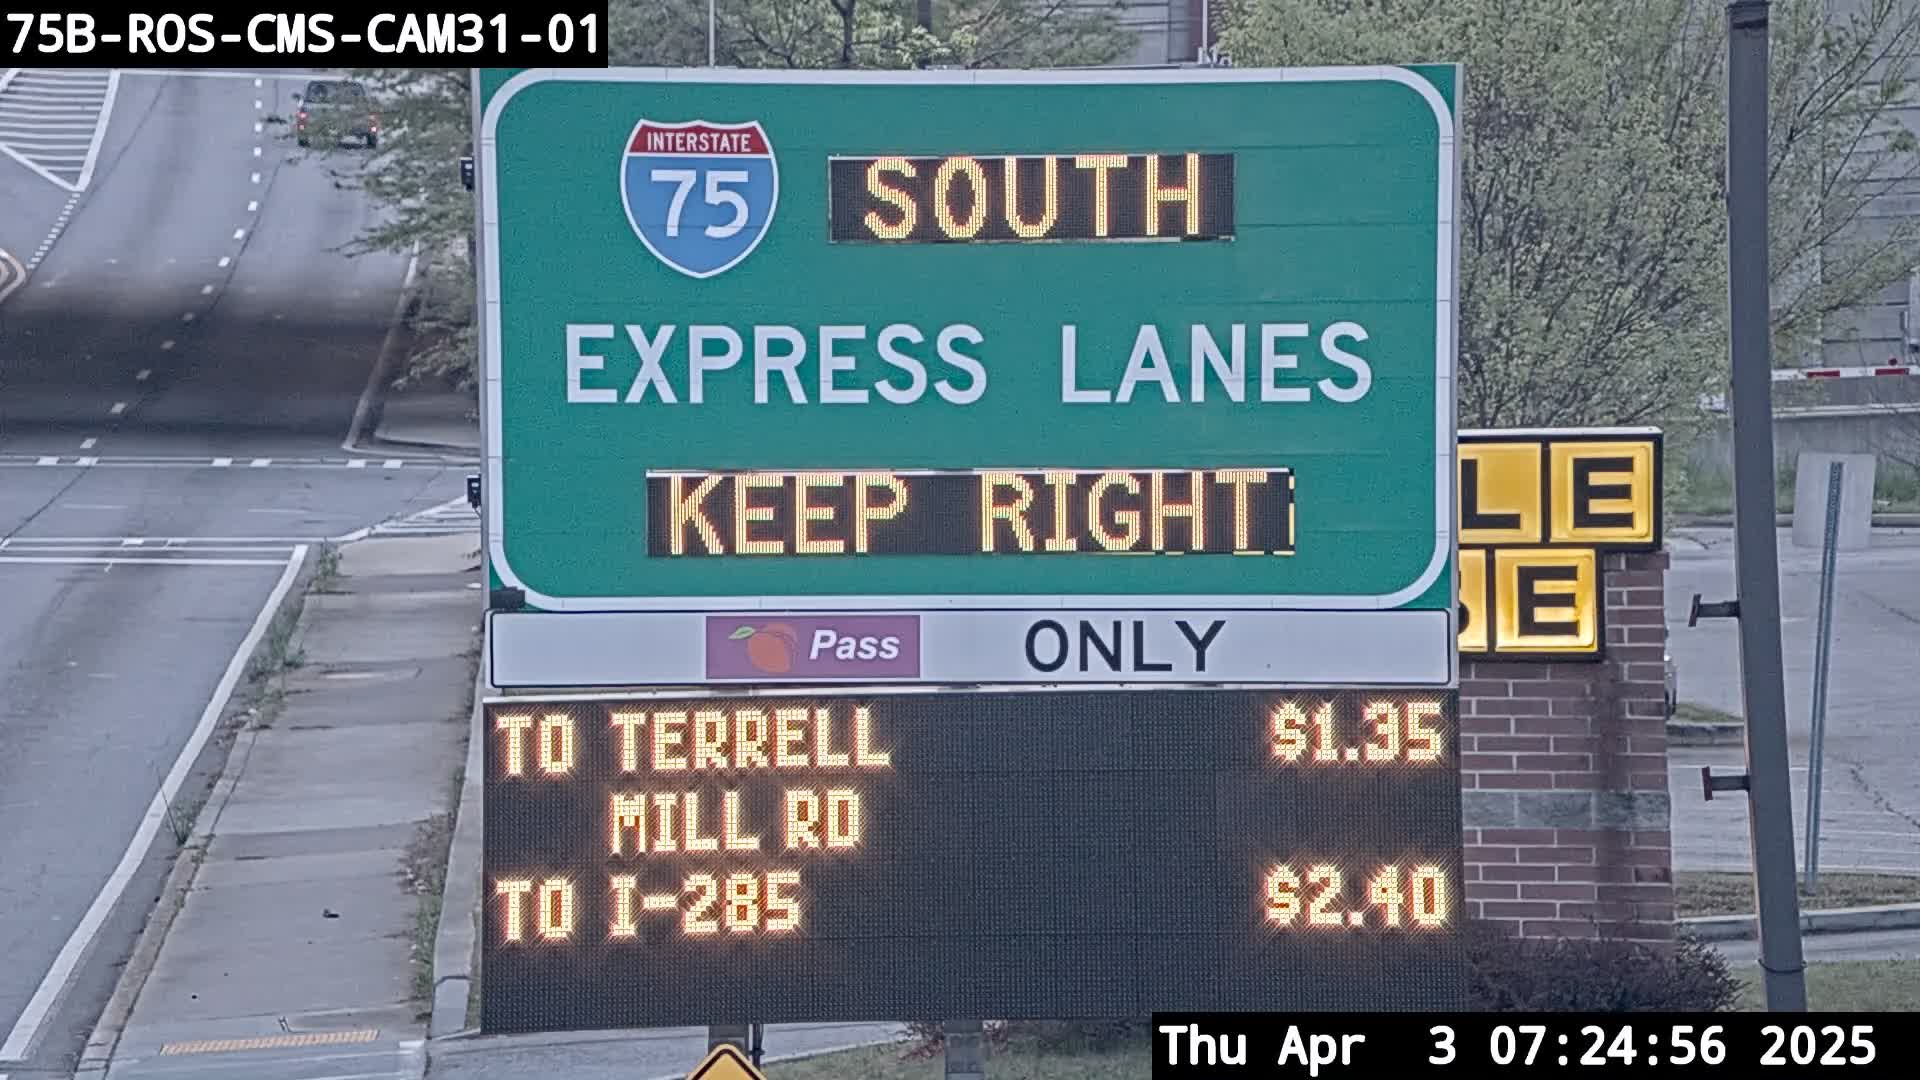 75B-ROS-CMS-CAM31-01
INTERSTATE
75
SOUTH
EXPRESS LANES
KEEP RIGHT
LE
E
Pass ONLY
TO TERRELL $1.35
MILL RD
TO I-285 $2.40
Thu Apr 3 07:24:56 2025